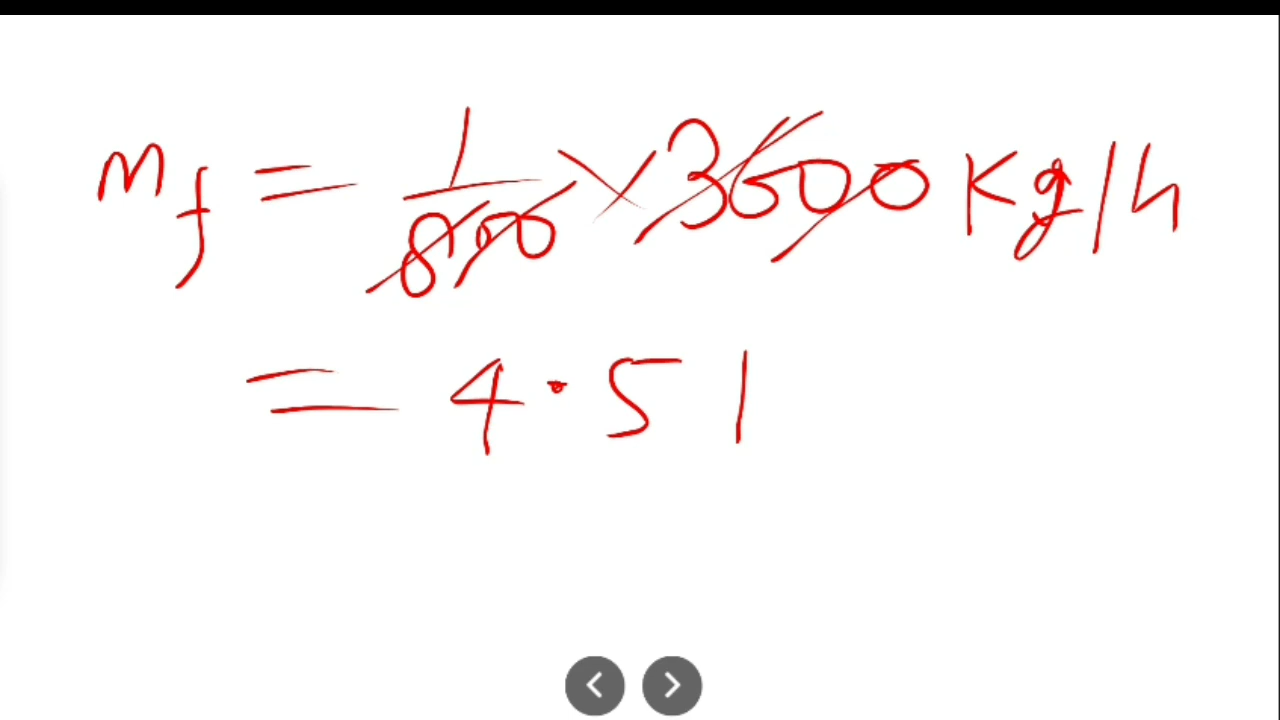 mf = 1/800 × 3600 Kg/h
= 4.51